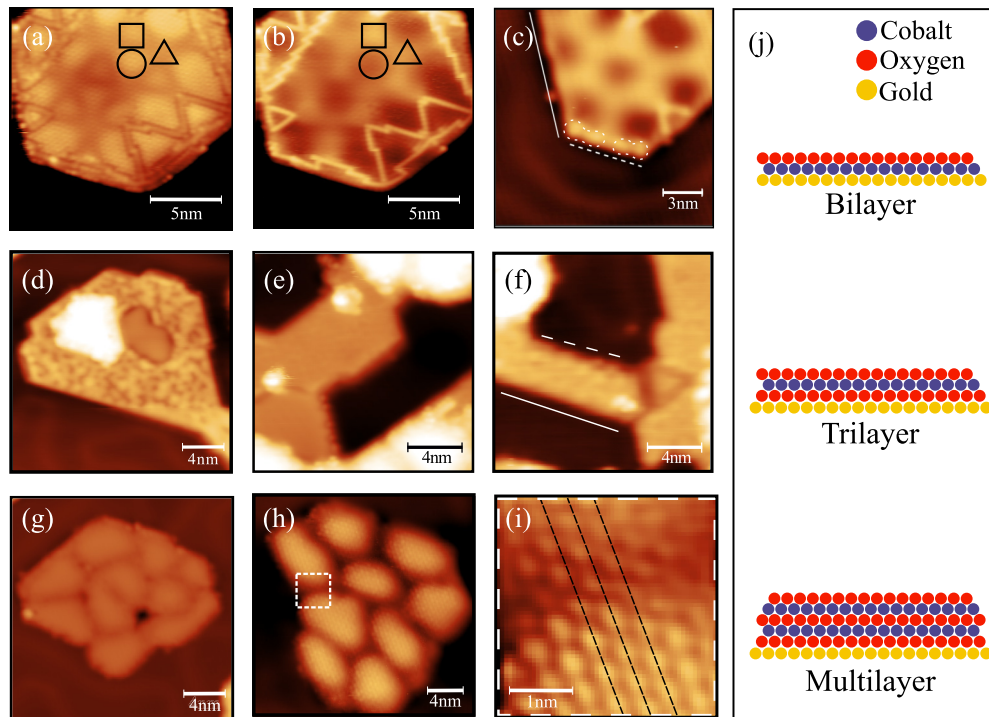 (a)
5nm
(b)
5nm
(c)
3nm
(j)
Cobalt
Oxygen
Gold
Bilayer
(d)
4nm
(e)
4nm
(f)
4nm
Trilayer
(g)
4nm
(h)
4nm
(i)
1nm
Multilayer